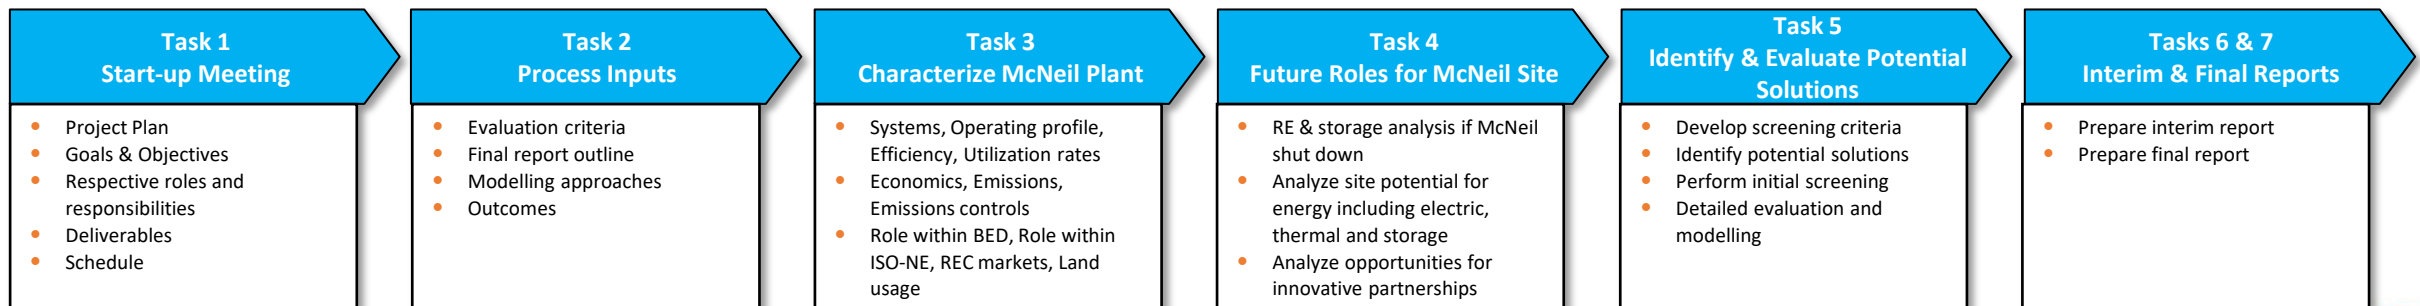 Task 1
Start-up Meeting
• Project Plan
• Goals & Objectives
• Respective roles and
responsibilities
• Deliverables
• Schedule
Task 2
Process Inputs
• Evaluation criteria
• Final report outline
• Modelling approaches
• Outcomes
Task 3
Characterize McNeil Plant
• Systems, Operating profile,
Efficiency, Utilization rates
• Economics, Emissions,
Emissions controls
• Role within BED, Role within
ISO-NE, REC markets, Land
usage
Task 4
Future Roles for McNeil Site
• RE & storage analysis if McNeil
shut down
• Analyze site potential for
energy including electric,
thermal and storage
• Analyze opportunities for
innovative partnerships
Task 5
Identify & Evaluate Potential
Solutions
• Develop screening criteria
• Identify potential solutions
• Perform initial screening
• Detailed evaluation and
modelling
Tasks 6 & 7
Interim & Final Reports
• Prepare interim report
• Prepare final report